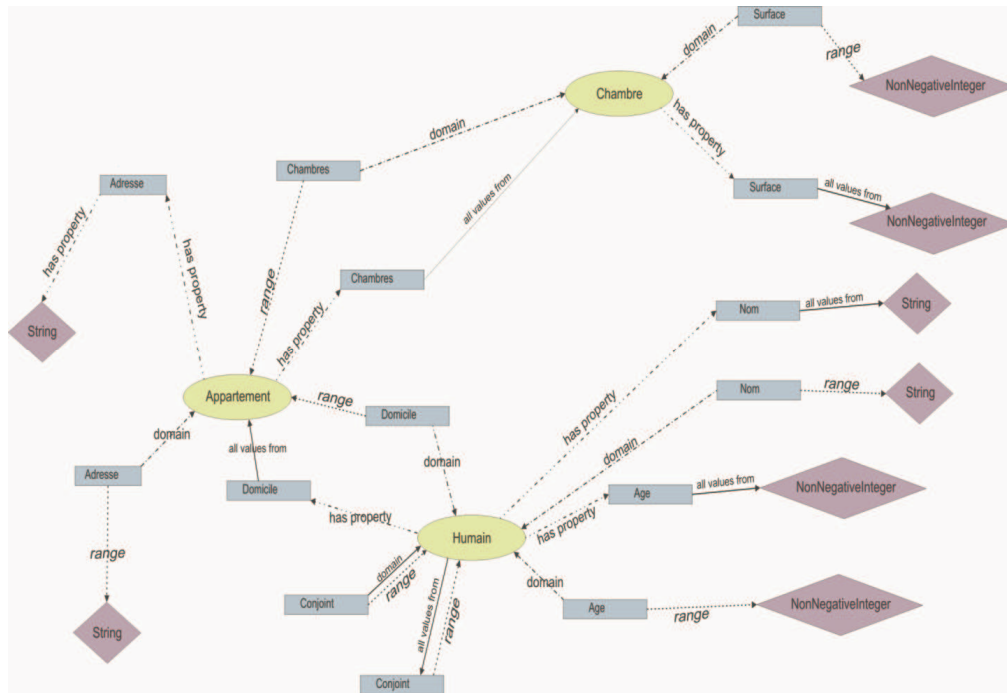 Surface
domain
range
NonNegativeInteger
Chambre
domain
has property
Chambres
Adresse
Surface
all values from
NonNegativeInteger
all values from
has property
has property
range
Chambres
has property
String
Nom
all values from
String
Appartement
range
Domicile
has property
Nom
range
String
domain
all values from
domain
domain
Adresse
Domicile
has property
Age
all values from
NonNegativeInteger
Humain
has property
range
domain
range
domain
Conjoint
all values from
range
Age
range
NonNegativeInteger
String
Conjoint